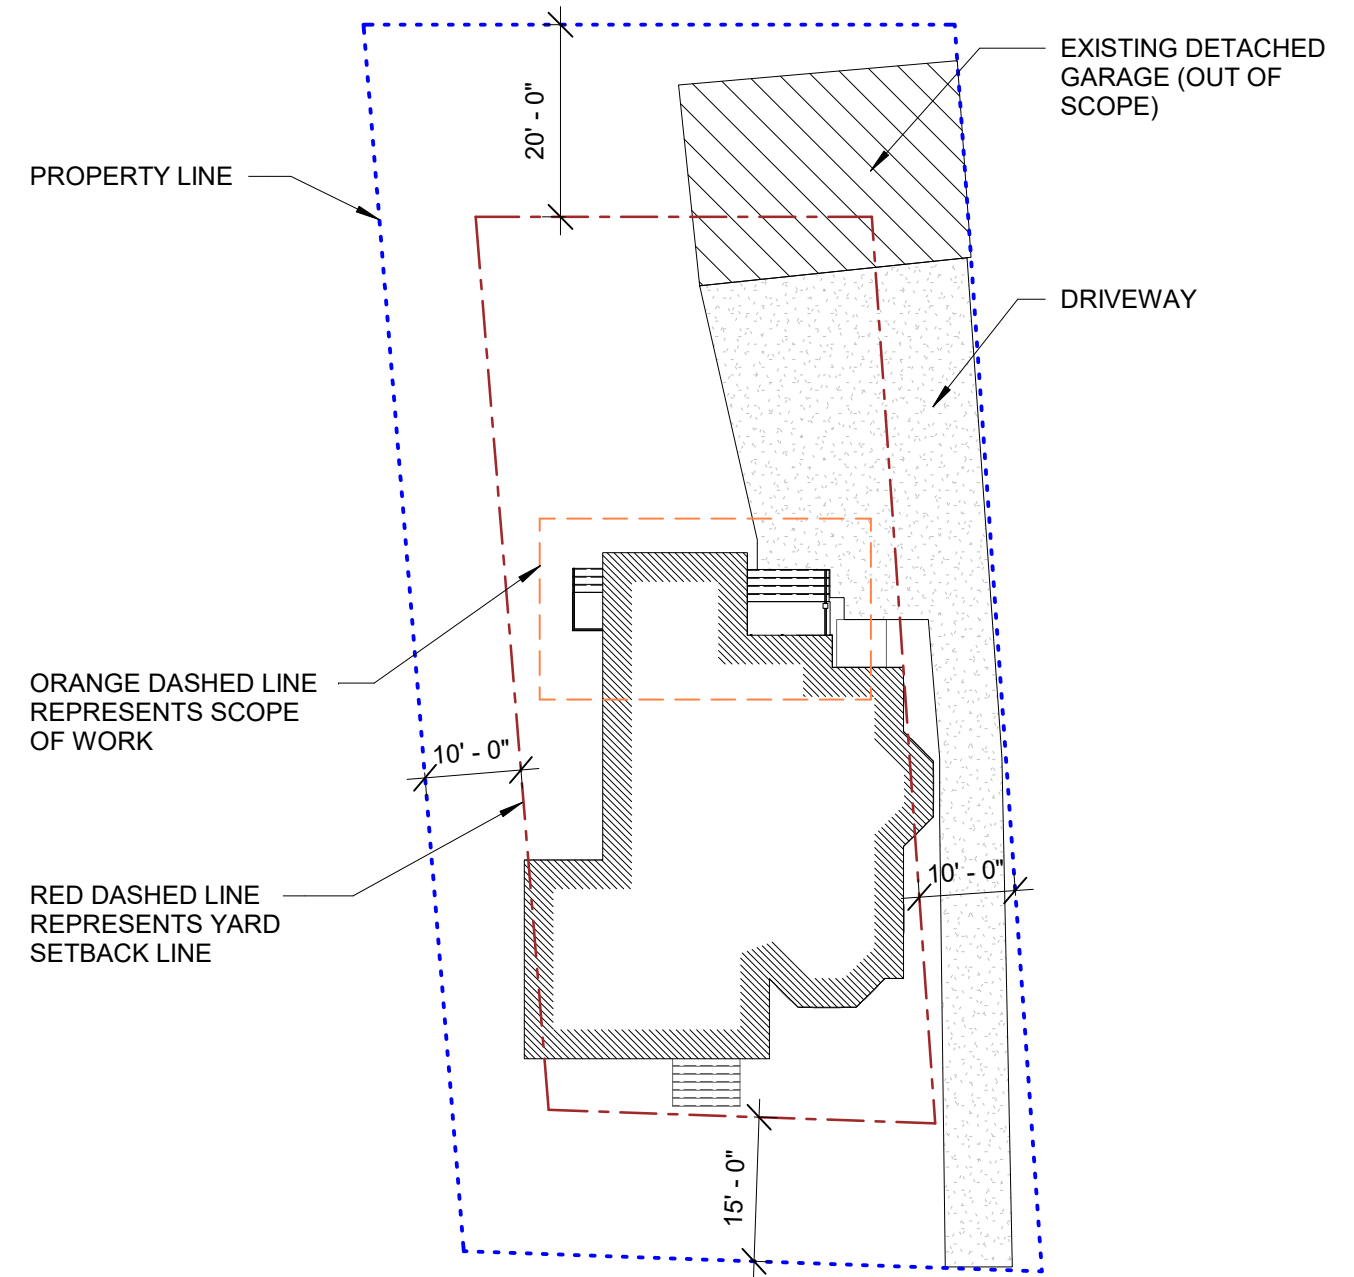 EXISTING DETACHED
GARAGE (OUT OF
SCOPE)
20' - 0"
PROPERTY LINE
DRIVEWAY
ORANGE DASHED LINE
REPRESENTS SCOPE
OF WORK
10' - 0"
RED DASHED LINE
REPRESENTS YARD
SETBACK LINE
10' - 0"
15' - 0"